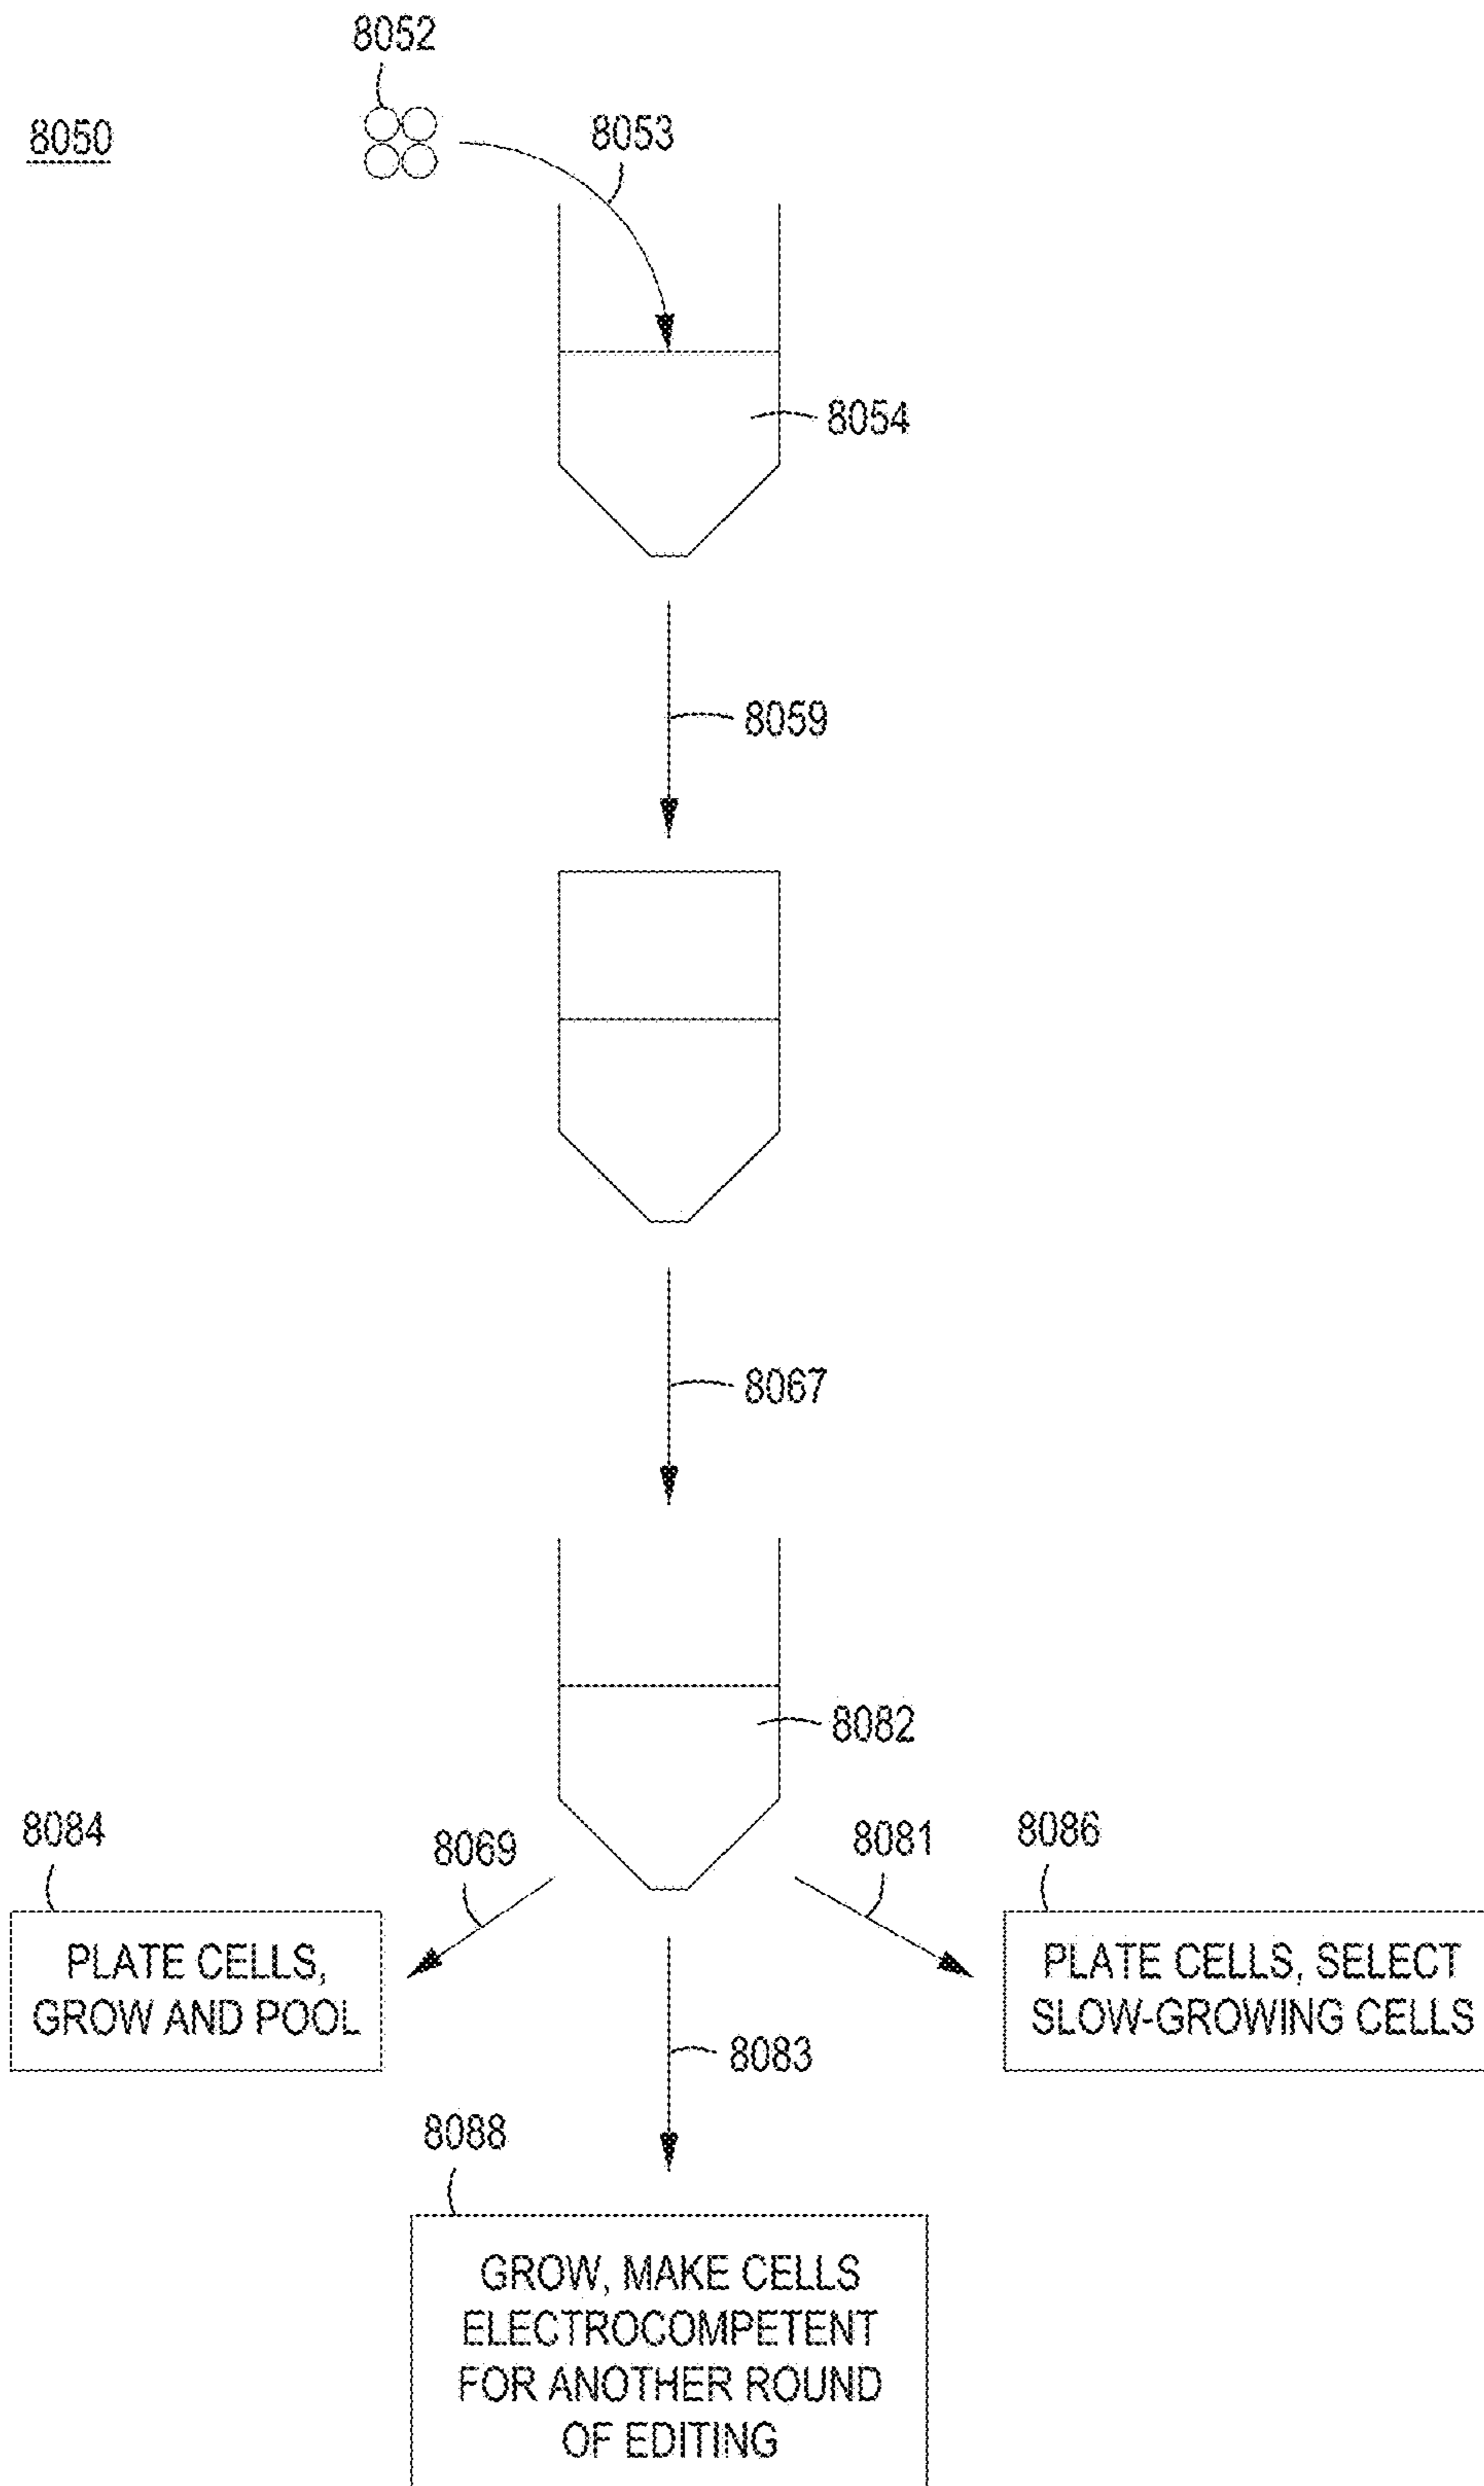 8052
8050
8053
8054
8059
8067
8082
8084
8069
8081
8086
PLATE CELLS,
GROW AND POOL
PLATE CELLS, SELECT
SLOW-GROWING CELLS
8083
8088
GROW, MAKE CELLS
ELECTROCOMPETENT
FOR ANOTHER ROUND
OF EDITING